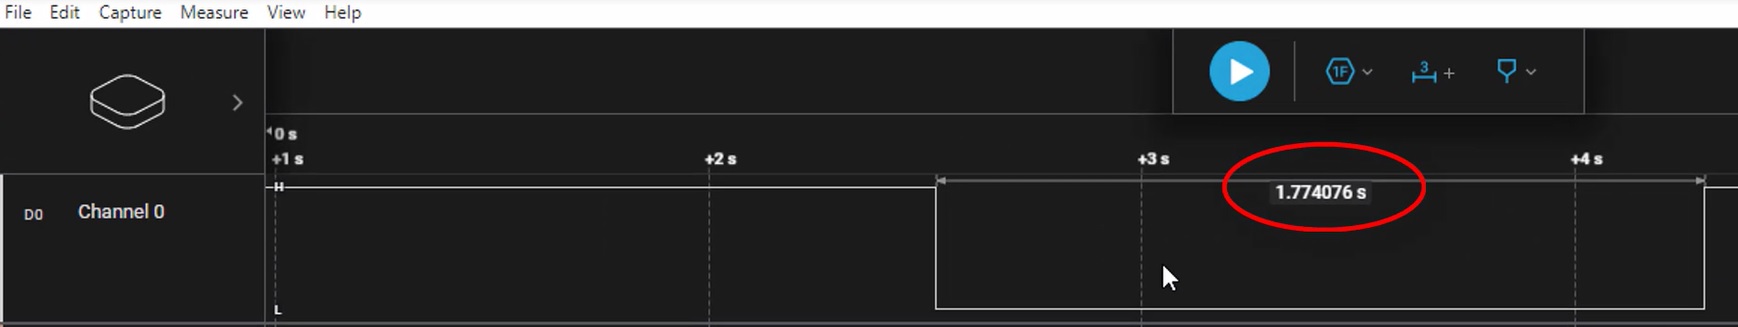 File Edit Capture Measure View Help
1F 3 +
0 s
+1 s +2 s +3 s +4 s
H
1.774076 s
D0 Channel 0
L